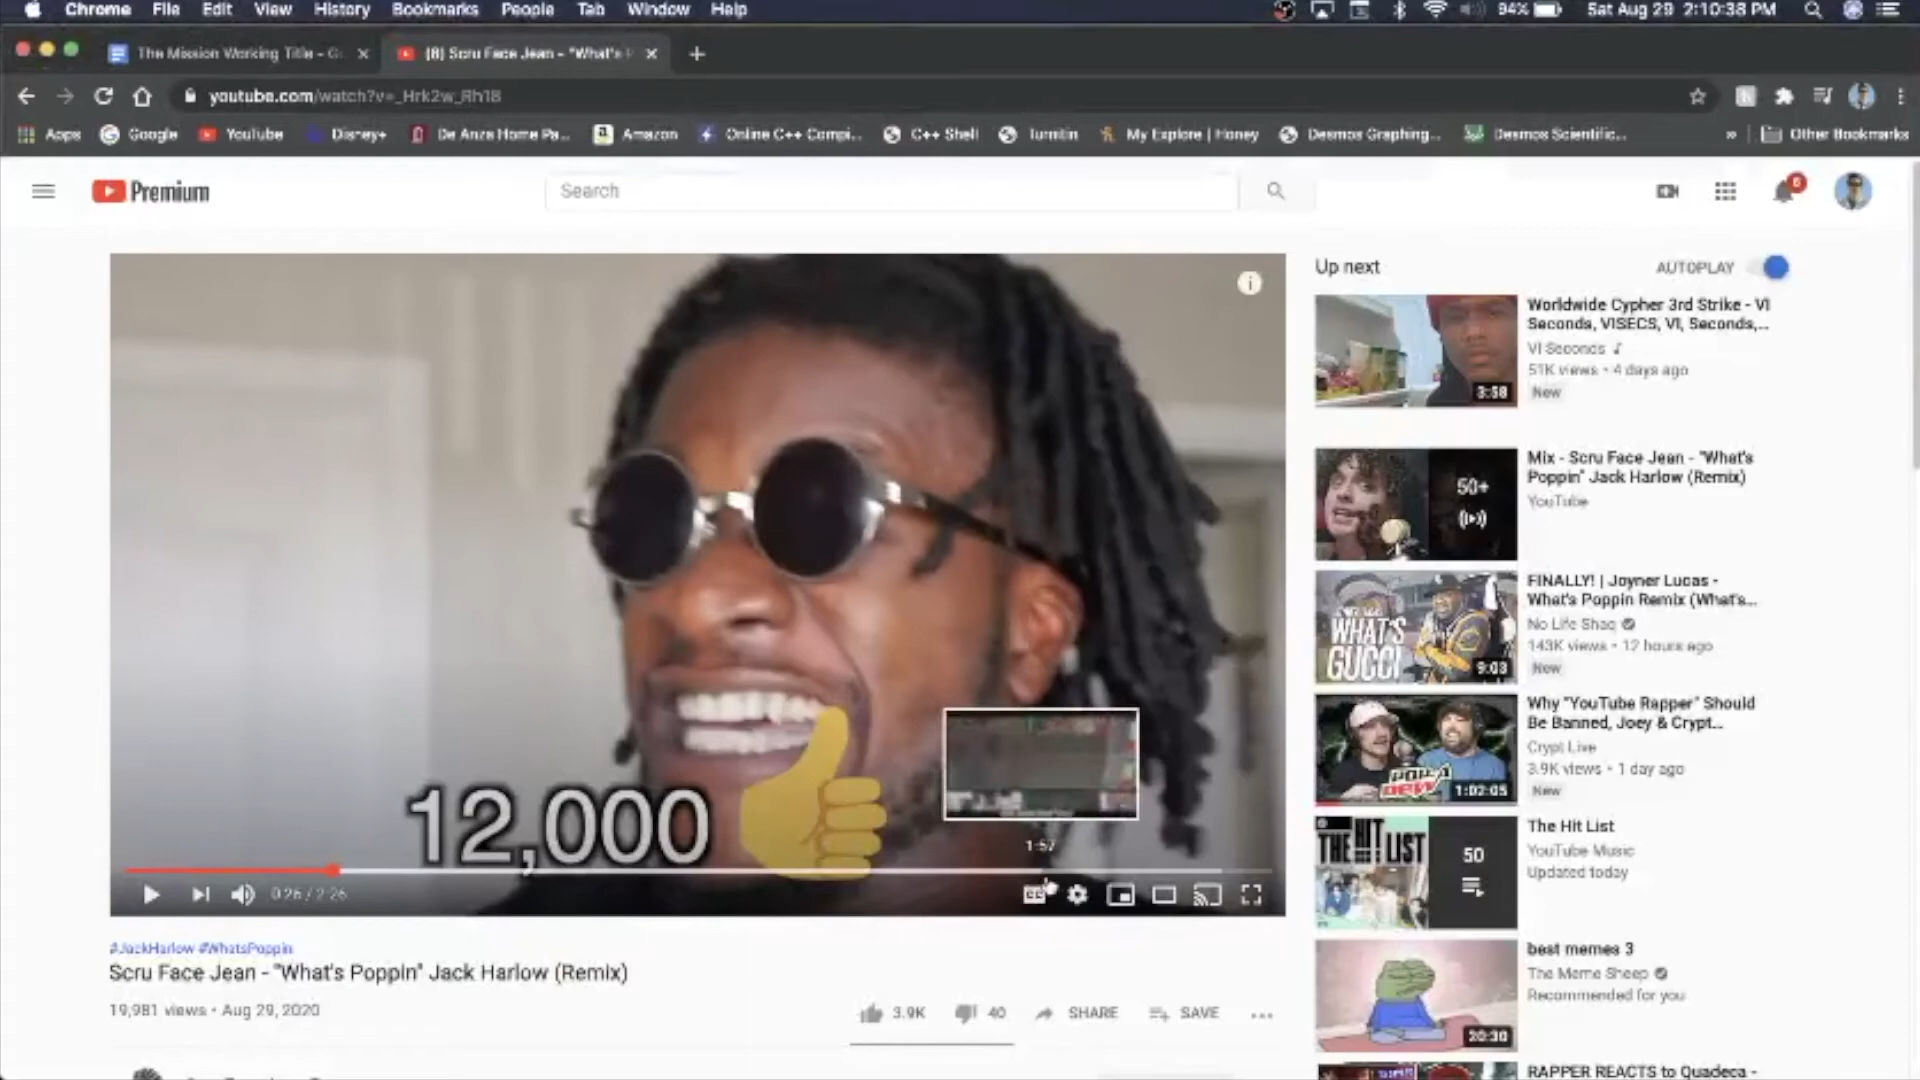 Chrome File Edit View History Bookmarks People Tab Window Help 94% Sat Aug 29 2:10:38 PM
The Mission Working Title - G (8) Scru Face Jean - "What's P
youtube.com/watch?v=_Hrk2w_Rh18
Apps Google YouTube Disney+ De Anza Home Pa... Amazon Online C++ Compi... C++ Shell Turnitin My Explore | Honey Desmos Graphing... Desmos Scientific... » Other Bookmarks
Premium Search 6
Up next AUTOPLAY
Worldwide Cypher 3rd Strike - VI
Seconds, VISECS, VI, Seconds,...
VI Seconds ♪
51K views • 4 days ago
New
3:58
Mix - Scru Face Jean - "What's
Poppin" Jack Harlow (Remix)
YouTube
50+
FINALLY! | Joyner Lucas -
What's Poppin Remix (What's...
No Life Shaq
143K views • 12 hours ago
New
WHAT'S
GUCCI
9:03
Why "YouTube Rapper" Should
Be Banned, Joey & Crypt...
Crypt Live
3.9K views • 1 day ago
New
1:02:05
The Hit List
YouTube Music
Updated today
THE HIT LIST
50
best memes 3
The Meme Sheep
Recommended for you
20:30
RAPPER REACTS to Quadeca -
12,000
1:57
0:26 / 2:26
CC
#JackHarlow #WhatsPoppin
Scru Face Jean - "What's Poppin" Jack Harlow (Remix)
19,981 views • Aug 29, 2020
3.9K 40 SHARE SAVE